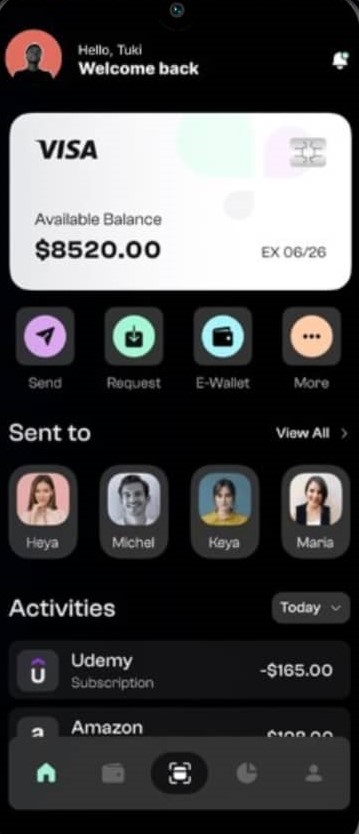 Hello, Tuki
Welcome back
VISA
Available Balance
$8520.00
EX 06/26
Send
Request
E-Wallet
More
Sent to
View All
Heya
Michel
Keya
Maria
Activities
Today
Udemy
-$165.00
Subscription
Amazon